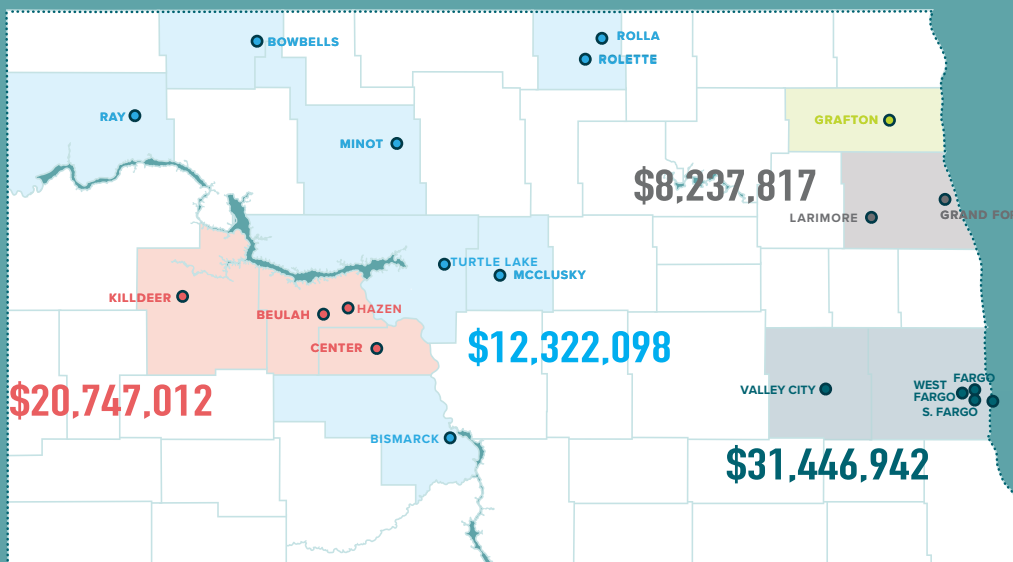 BOWBELLS
ROLLA
ROLETTE
RAY
GRAFTON
MINOT
$8,237,817
LARIMORE
GRAND FO
TURTLE LAKE
MCCLUSKY
KILLDEER
BEULAH
HAZEN
CENTER
$12,322,098
$20,747,012
VALLEY CITY
FARGO
WEST
FARGO
S. FARGO
BISMARCK
$31,446,942